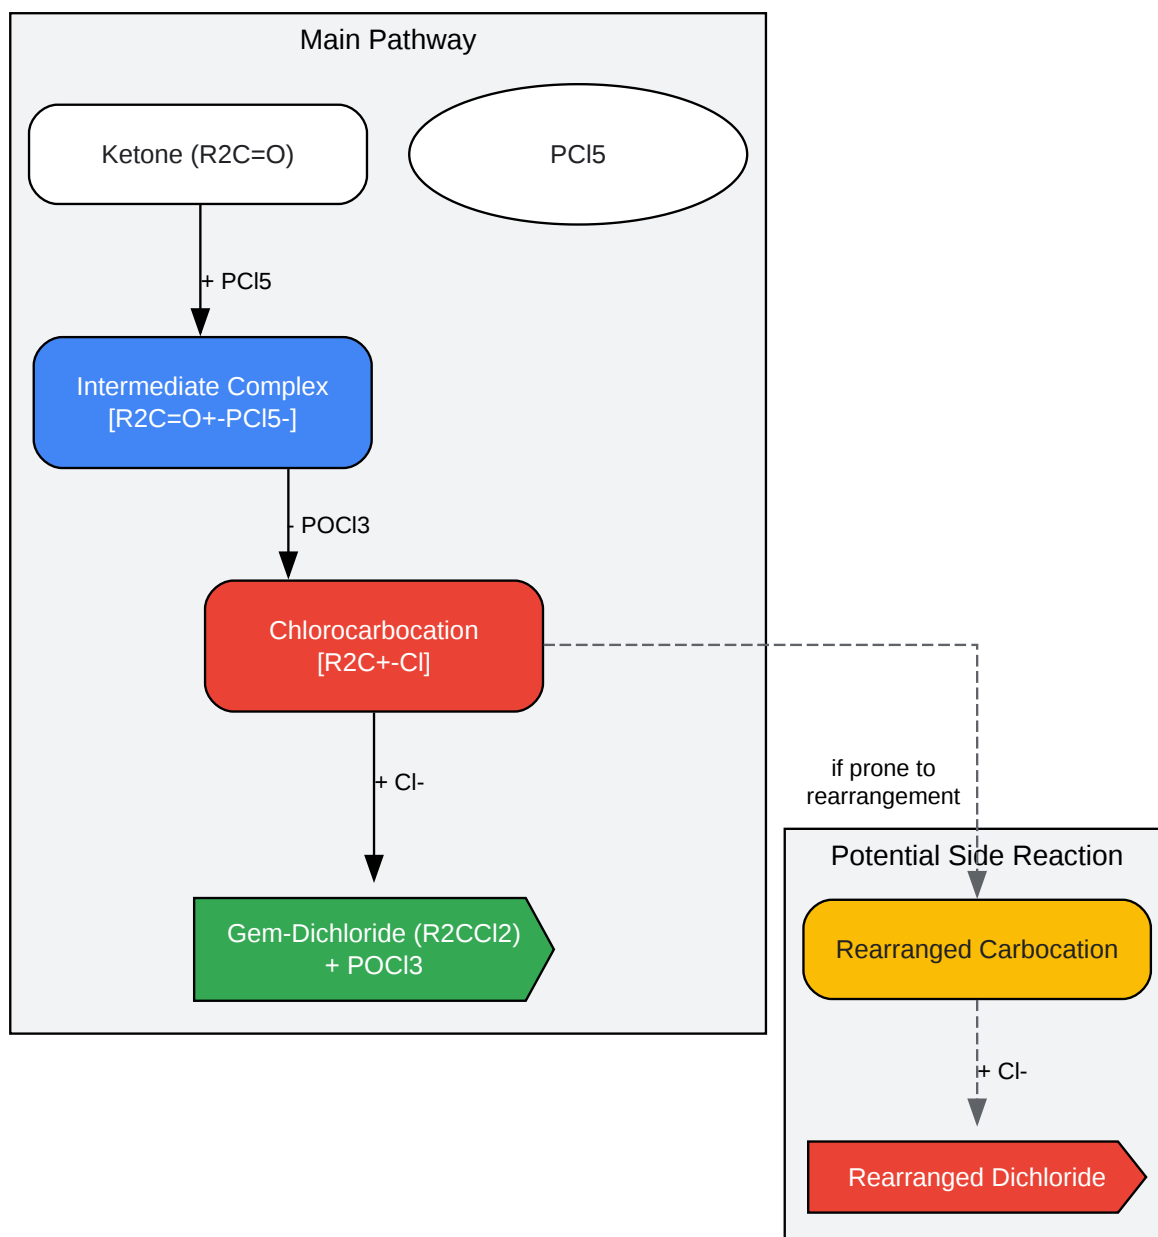 Main Pathway
Ketone (R2C=O)
PCl5
+ PCl5
Intermediate Complex
[R2C=O+-PCl5-]
- POCl3
Chlorocarbocation
[R2C+-Cl]
+ Cl-
if prone to
rearrangement
Potential Side Reaction
Gem-Dichloride (R2CCl2)
+ POCl3
Rearranged Carbocation
+ Cl-
Rearranged Dichloride